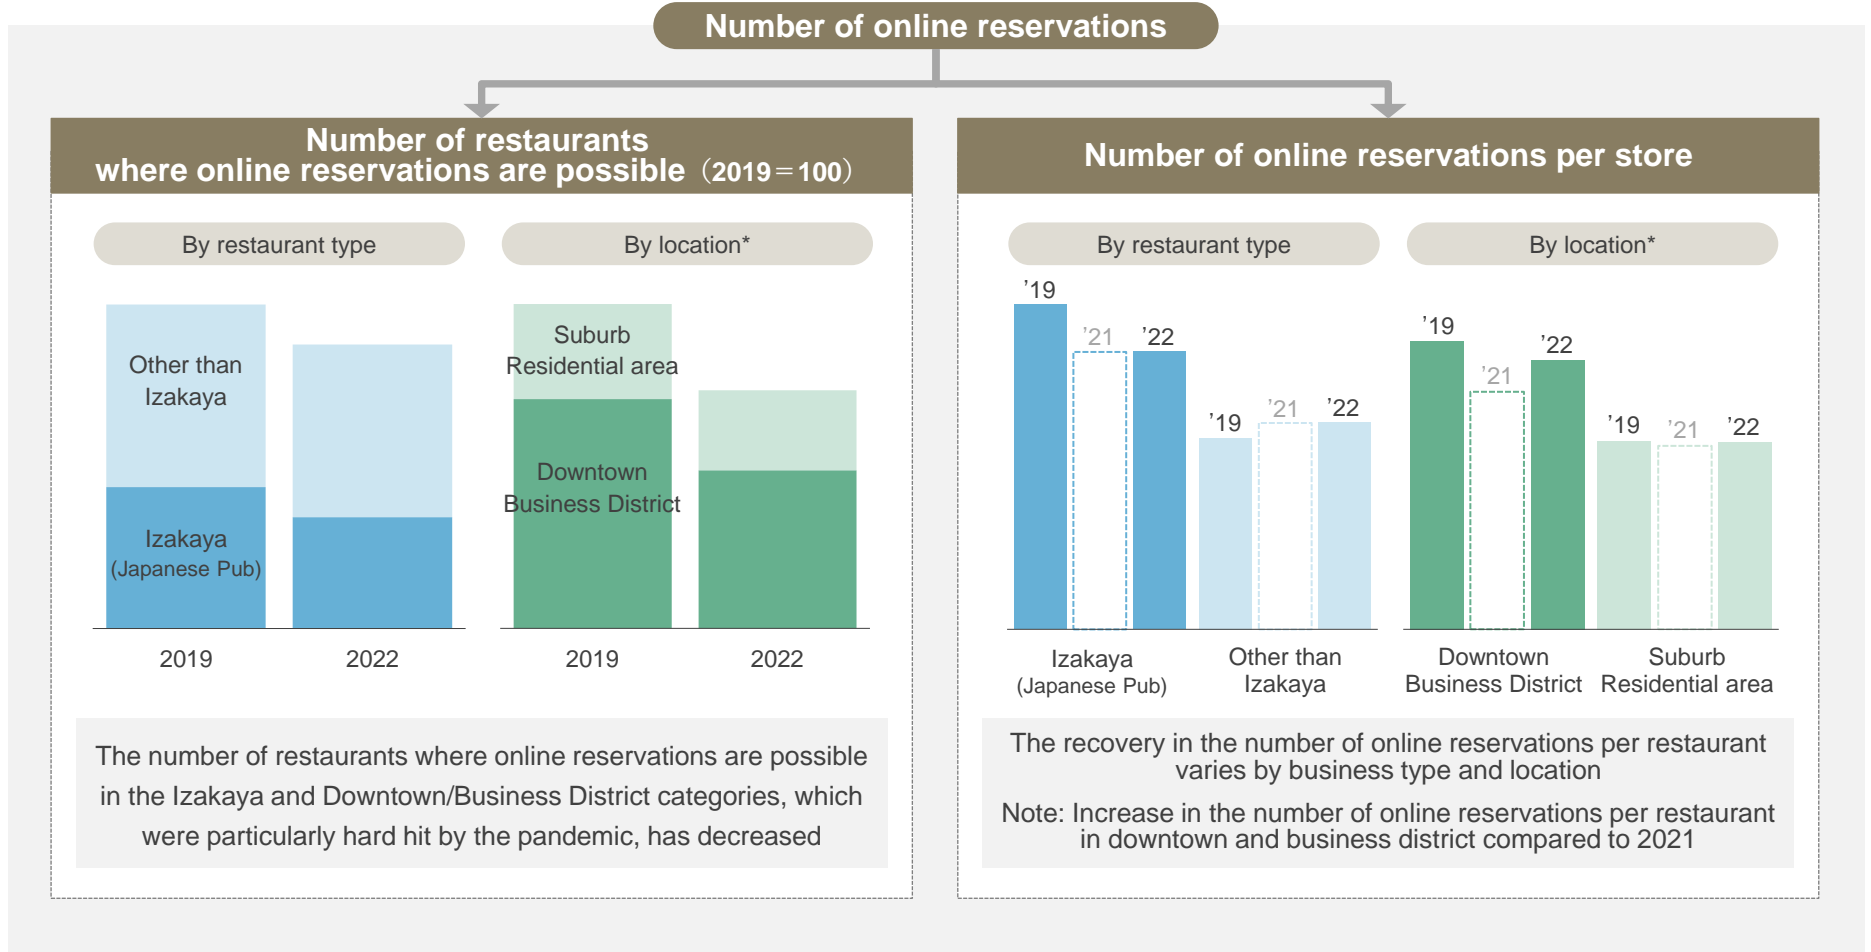 Number of online reservations
Number of restaurants
where online reservations are possible（2019＝100）
By restaurant type
By location*
Other than
Izakaya
Izakaya
(Japanese Pub)
2019
2022
Suburb
Residential area
Downtown
Business District
2019
2022
The number of restaurants where online reservations are possible
in the Izakaya and Downtown/Business District categories, which
were particularly hard hit by the pandemic, has decreased
Number of online reservations per store
By restaurant type
By location*
’19
’21
’22
’19
’21
’22
’19
’21
’22
’19
’21
’22
Izakaya
(Japanese Pub)
Other than
Izakaya
Downtown
Business District
Suburb
Residential area
The recovery in the number of online reservations per restaurant
varies by business type and location
Note: Increase in the number of online reservations per restaurant
in downtown and business district compared to 2021